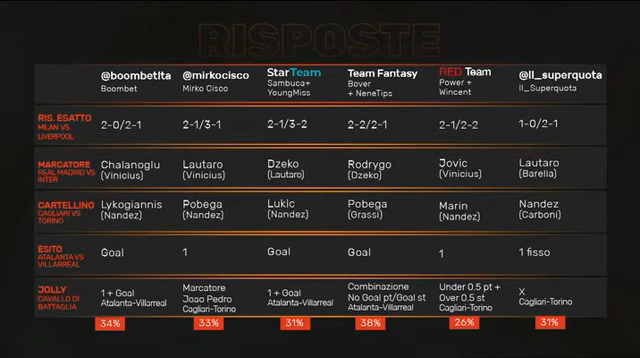 RISPOSTE
@boombetita @mirkocisco StarTeam Team Fantasy RED Team @il_superquota
Boombet Mirko Cisco Sambuca+ Bover Power + Il_Superquota
YoungMiss + NeneTips Wincent
RIS. ESATTO
MILAN VS
LIVERPOOL
2-0/2-1 2-1/3-1 2-1/3-2 2-2/2-1 2-1/2-2 1-0/2-1
MARCATORE
REAL MADRID VS
INTER
Chalanoglu Lautaro Dzeko Rodrygo Jovic Lautaro
(Vinicius) (Vinicius) (Lautaro) (Dzeko) (Vinicius) (Barella)
CARTELLINO
CAGLIARI VS
TORINO
Lykogiannis Pobega Lukic Pobega Marin Nandez
(Nandez) (Nandez) (Nandez) (Grassi) (Nandez) (Carboni)
ESITO
ATALANTA VS
VILLARREAL
Goal 1 Goal Goal 1 1 fisso
JOLLY
CAVALLO DI
BATTAGLIA
1 + Goal
Atalanta-Villarreal
Marcatore
Joao Pedro
Cagliari-Torino
1 + Goal
Atalanta-Villarreal
Combinazione
No Goal pt/Goal st
Atalanta-Villarreal
Under 0.5 pt +
Over 0.5 st
Cagliari-Torino
X
Cagliari-Torino
34% 33% 31% 38% 26% 31%